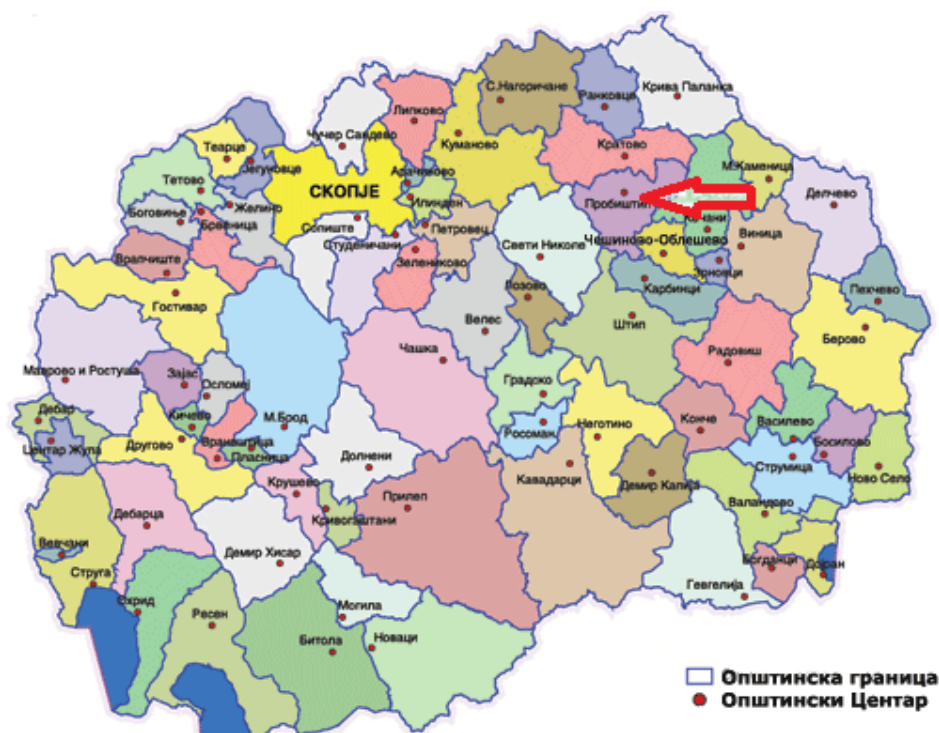 Крива Паланка
С.Нагоричане
Ранковце
Липково
Чучер Сандево
Куманово
Теарце
Јегуновце
Кратово
Арачиново
М.Каменица
Тетово
СКОПЈЕ
Делчево
Желино
Илинден
Пробиштип
Боговиње
Брвеница
Сопиште
Петровец
Студеничани
Свети Николе
Чешиново-Облешево
Виница
Врапчиште
Зелениково
Зрновци
Карбинци
Пехчево
Гостивар
Лозово
Велес
Штип
Берово
Чашка
Радовиш
Маврово и Ростуша
Зајас
Осломеј
Градско
Дебар
Кичево
М.Брод
Неготино
Конче
Василево
Росоман
Центар Жупа
Другово
Вранештица
Босилово
Пласница
Долнени
Струмица
Ново Село
Крушево
Прилеп
Кавадарци
Демир Капија
Валандово
Дебарца
Кривогаштани
Вевчани
Демир Хисар
Богданци
Дојран
Струга
Гевгелија
Охрид
Ресен
Могила
Битола
Новаци
Општинска граница
Општински Центар